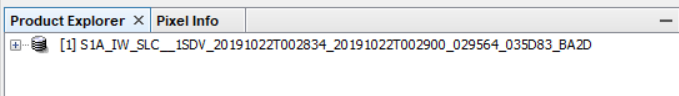 Product Explorer × Pixel Info
[1] S1A_IW_SLC__1SDV_20191022T002834_20191022T002900_029564_035D83_BA2D